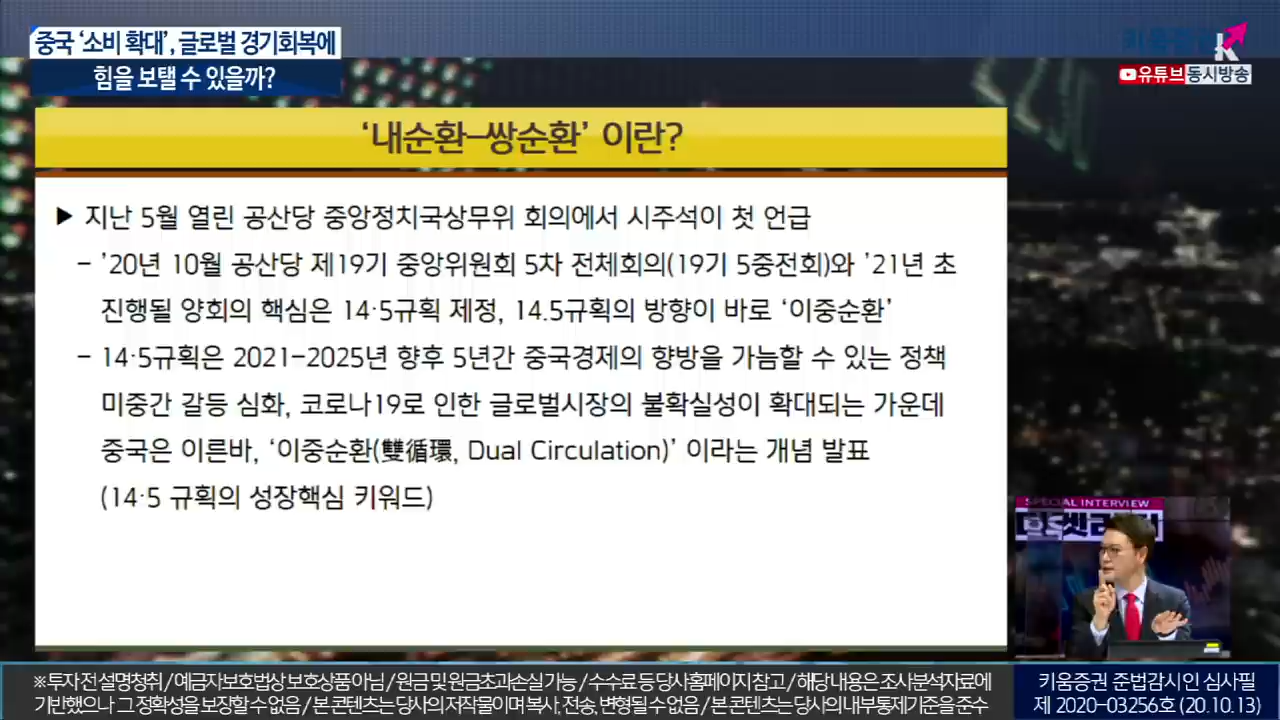 중국 ‘소비 확대’, 글로벌 경기회복에
힘을 보탤 수 있을까?
키움증권
유튜브 동시방송
‘내순환-쌍순환’ 이란?
▶ 지난 5월 열린 공산당 중앙정치국상무위 회의에서 시주석이 첫 언급
- ’20년 10월 공산당 제19기 중앙위원회 5차 전체회의(19기 5중전회)와 ’21년 초
진행될 양회의 핵심은 14·5규획 제정, 14.5규획의 방향이 바로 ‘이중순환’
- 14·5규획은 2021-2025년 향후 5년간 중국경제의 향방을 가늠할 수 있는 정책
미중간 갈등 심화, 코로나19로 인한 글로벌시장의 불확실성이 확대되는 가운데
중국은 이른바, ‘이중순환(雙循環, Dual Circulation)’ 이라는 개념 발표
(14·5 규획의 성장핵심 키워드)
SPECIAL INTERVIEW
※투자 전 설명청취 / 예금자보호법상 보호상품 아님 / 원금 및 원금초과손실 가능 / 수수료 등 당사홈페이지 참고 / 해당 내용은 조사분석자료에
기반했으나 그 정확성을 보장할 수 없음 / 본 콘텐츠는 당사의 저작물이며 복사, 전송, 변형될 수 없음 / 본 콘텐츠는 당사의 내부통제기준을 준수
키움증권 준법감시인 심사필
제 2020-03256호 (20.10.13)